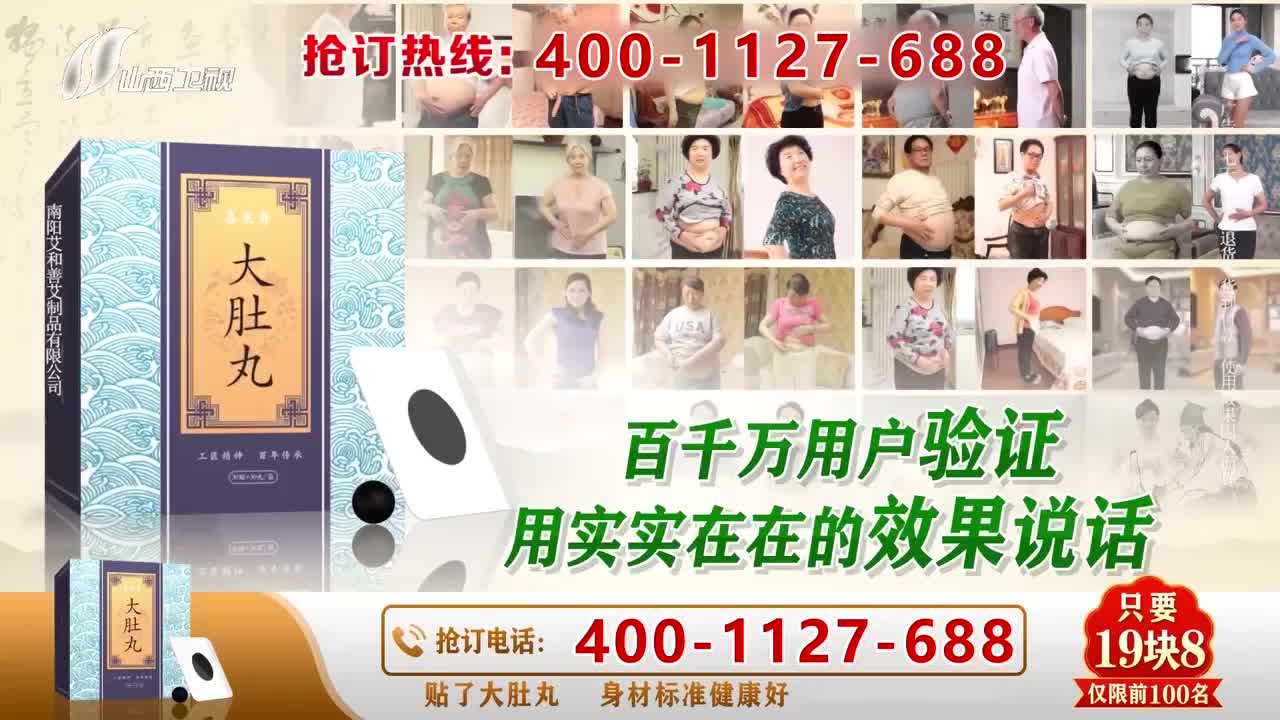 山西卫视
抢订热线：400-1127-688
南阳艾和善艾制品有限公司
大肚丸
工匠精神 百年传承
退货
百千万用户验证
用实实在在的效果说话
大肚丸
抢订电话：400-1127-688
贴了大肚丸 身材标准健康好
只要
19块8
仅限前100名